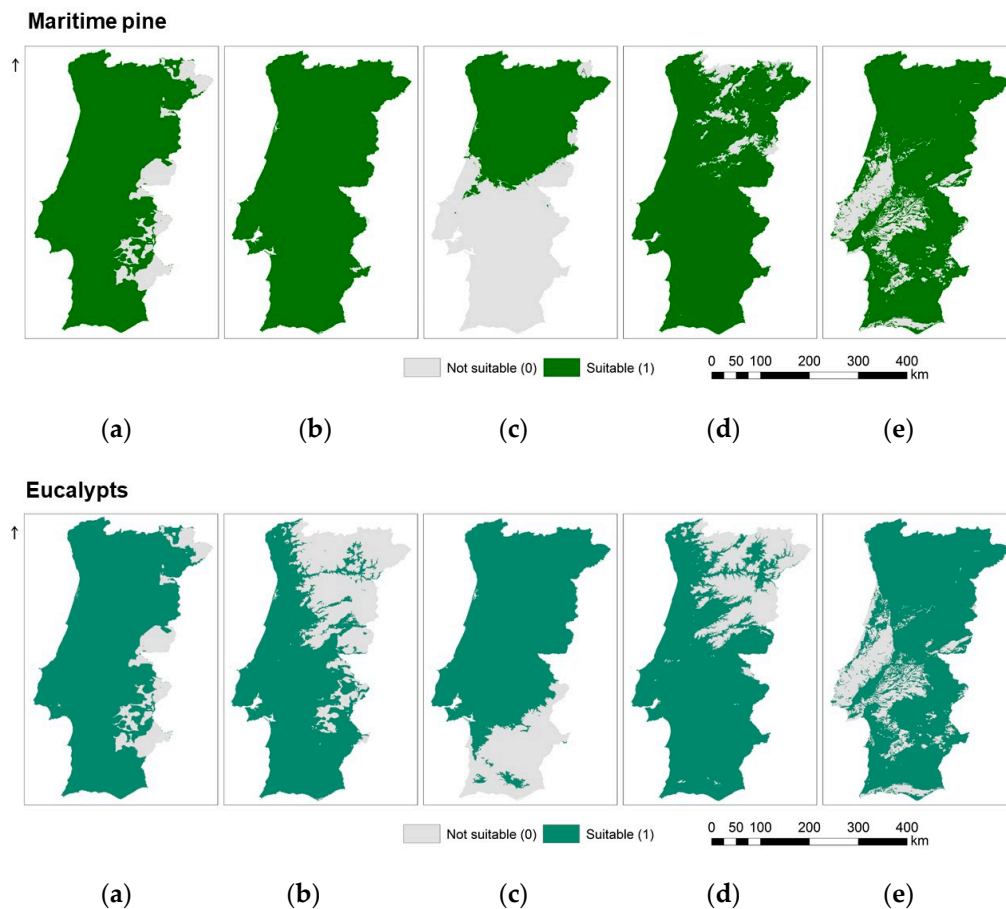 Maritime pine
↑
Not suitable (0) Suitable (1)
0 50 100 200 300 400
km
(a) (b) (c) (d) (e)
Eucalypts
↑
Not suitable (0) Suitable (1)
0 50 100 200 300 400
km
(a) (b) (c) (d) (e)